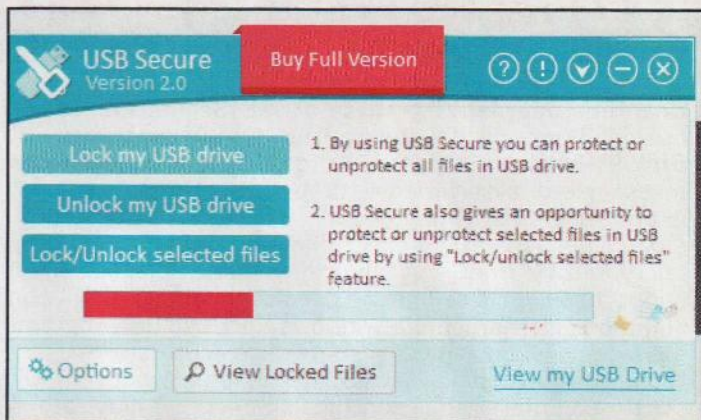 USB Secure
Version 2.0
Buy Full Version
Lock my USB drive
Unlock my USB drive
Lock/Unlock selected files
1. By using USB Secure you can protect or
unprotect all files in USB drive.
2. USB Secure also gives an opportunity to
protect or unprotect selected files in USB
drive by using "Lock/unlock selected files"
feature.
Options
View Locked Files
View my USB Drive